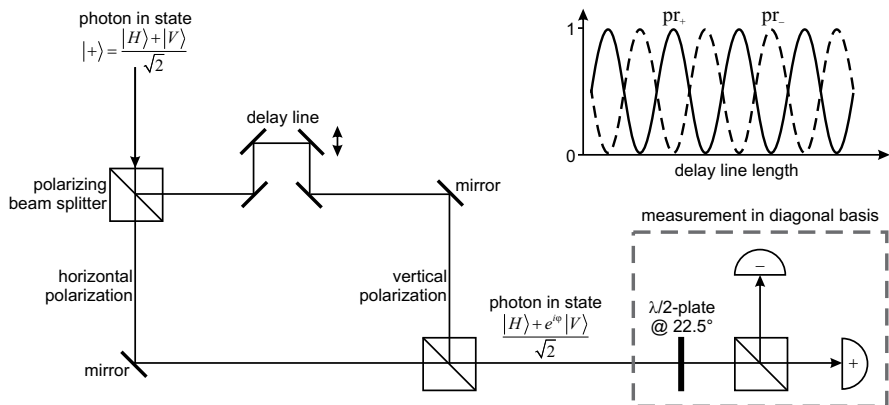 photon in state
|+⟩ = |H⟩+|V⟩ / √2
polarizing
beam splitter
delay line
mirror
horizontal
polarization
vertical
polarization
mirror
photon in state
|H⟩+e^{iφ}|V⟩ / √2
1
pr₊
pr₋
0
delay line length
measurement in diagonal basis
–
λ/2-plate
@ 22.5°
+